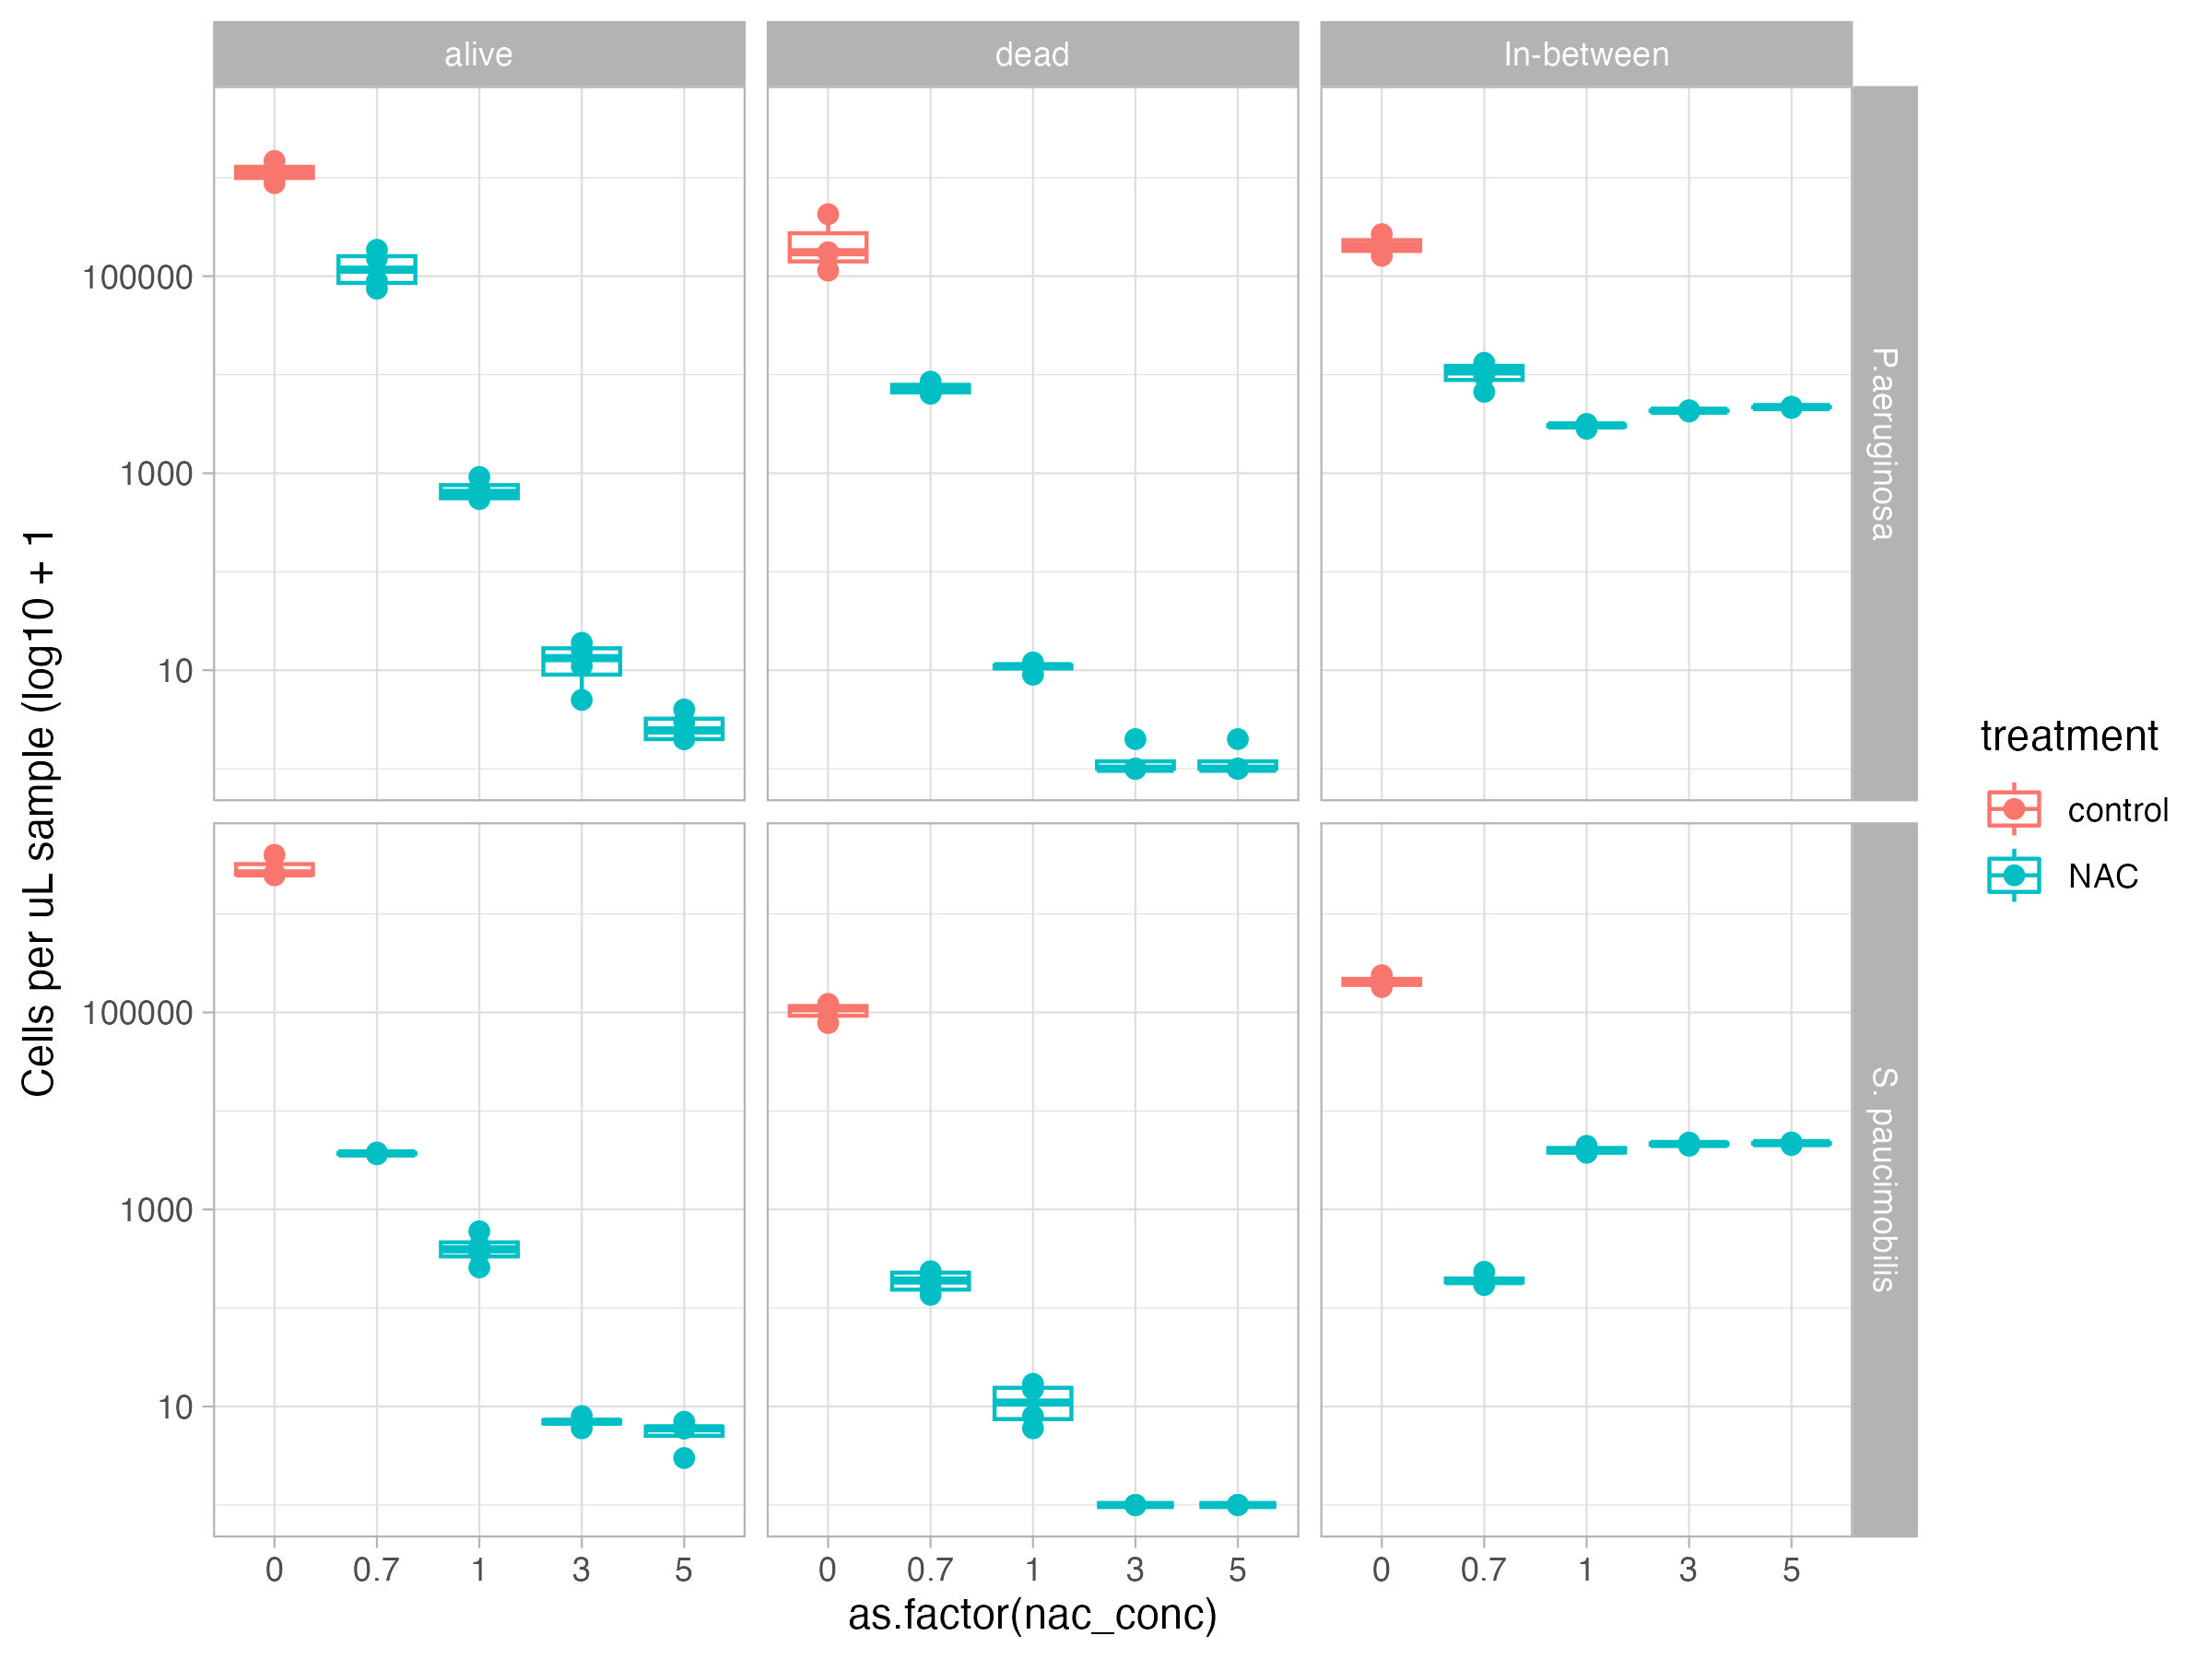 alive
dead
In-between
100000
1000
10
P.aeruginosa
100000
1000
10
S. paucimobilis
Cells per uL sample (log10 + 1
0 0.7 1 3 5
0 0.7 1 3 5
0 0.7 1 3 5
as.factor(nac_conc)
treatment
control
NAC